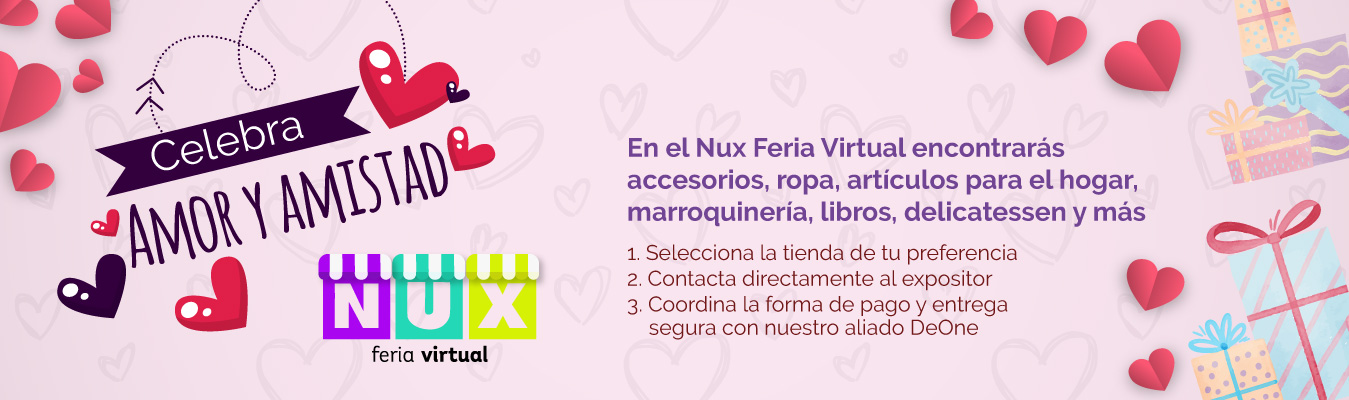 Celebra
AMOR Y AMISTAD
NUX
feria virtual
En el Nux Feria Virtual encontrarás
accesorios, ropa, artículos para el hogar,
marroquinería, libros, delicatessen y más
1. Selecciona la tienda de tu preferencia
2. Contacta directamente al expositor
3. Coordina la forma de pago y entrega
segura con nuestro aliado DeOne